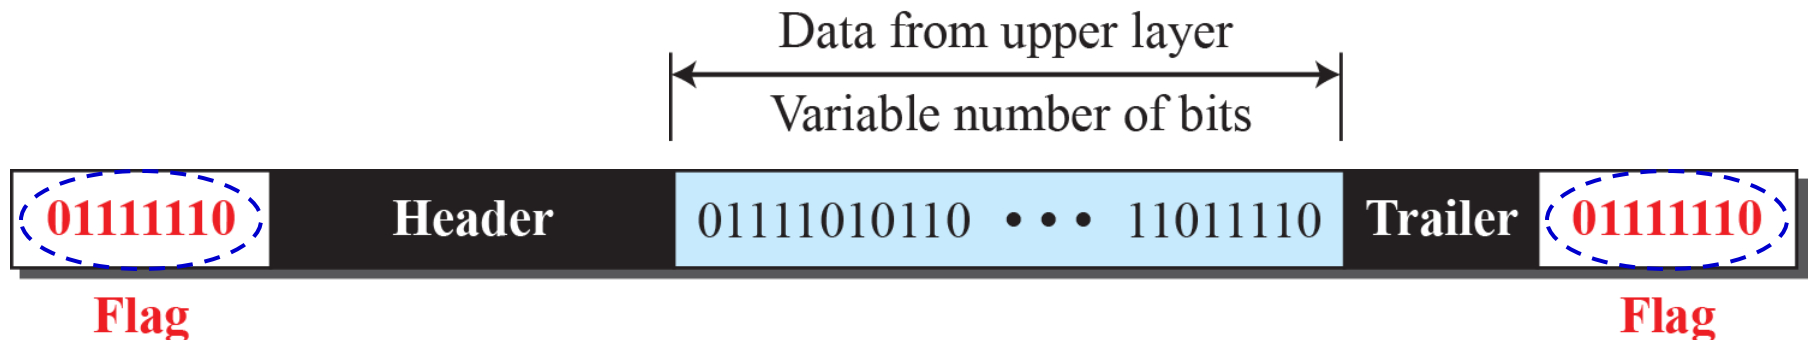 Data from upper layer
Variable number of bits
01111110 Header 01111010110 • • • 11011110 Trailer 01111110
Flag Flag